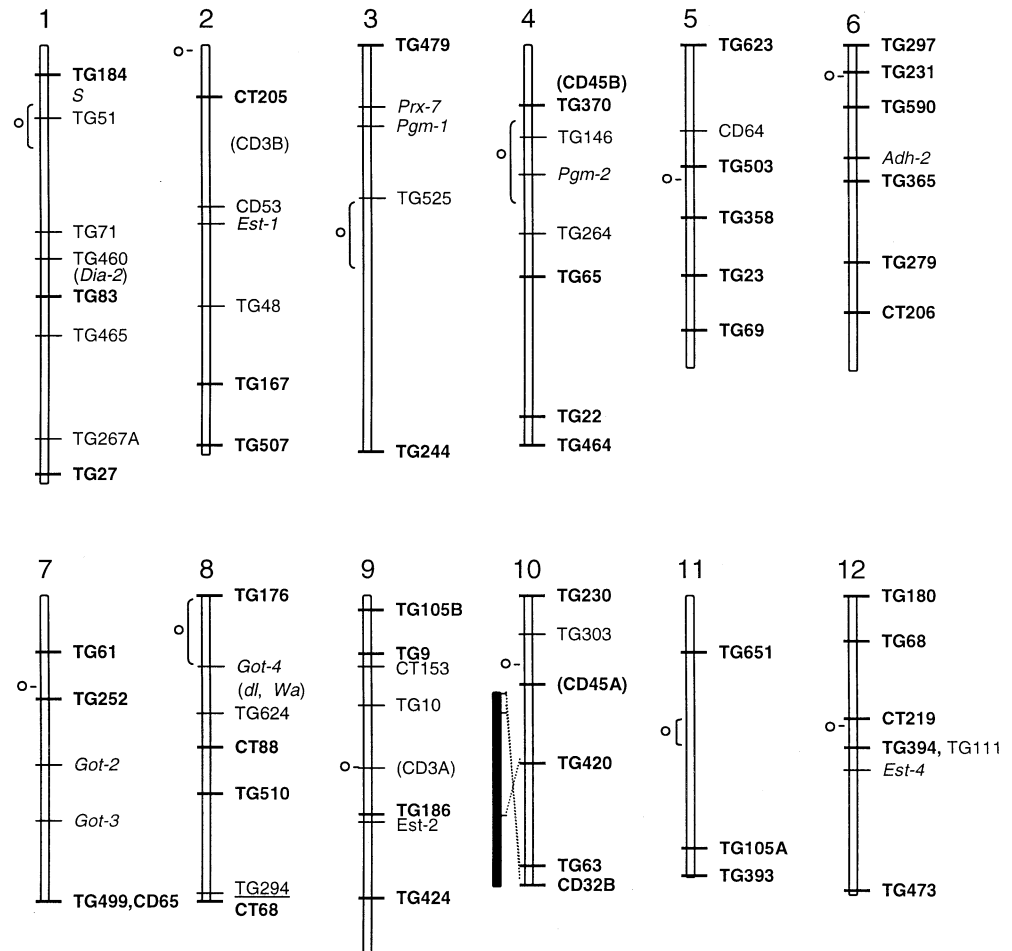 1
TG184
S
TG51
TG71
TG460
(Dia-2)
TG83
TG465
TG267A
TG27
2
CT205
(CD3B)
CD53
Est-1
TG48
TG167
TG507
3
TG479
Prx-7
Pgm-1
TG525
TG244
4
(CD45B)
TG370
TG146
Pgm-2
TG264
TG65
TG22
TG464
5
TG623
CD64
TG503
TG358
TG23
TG69
6
TG297
TG231
TG590
Adh-2
TG365
TG279
CT206
7
TG61
TG252
Got-2
Got-3
TG499,CD65
8
TG176
Got-4
(dl, Wa)
TG624
CT88
TG510
TG294
CT68
9
TG105B
TG9
CT153
TG10
(CD3A)
TG186
Est-2
TG424
10
TG230
TG303
(CD45A)
TG420
TG63
CD32B
11
TG651
TG105A
TG393
12
TG180
TG68
CT219
TG394, TG111
Est-4
TG473